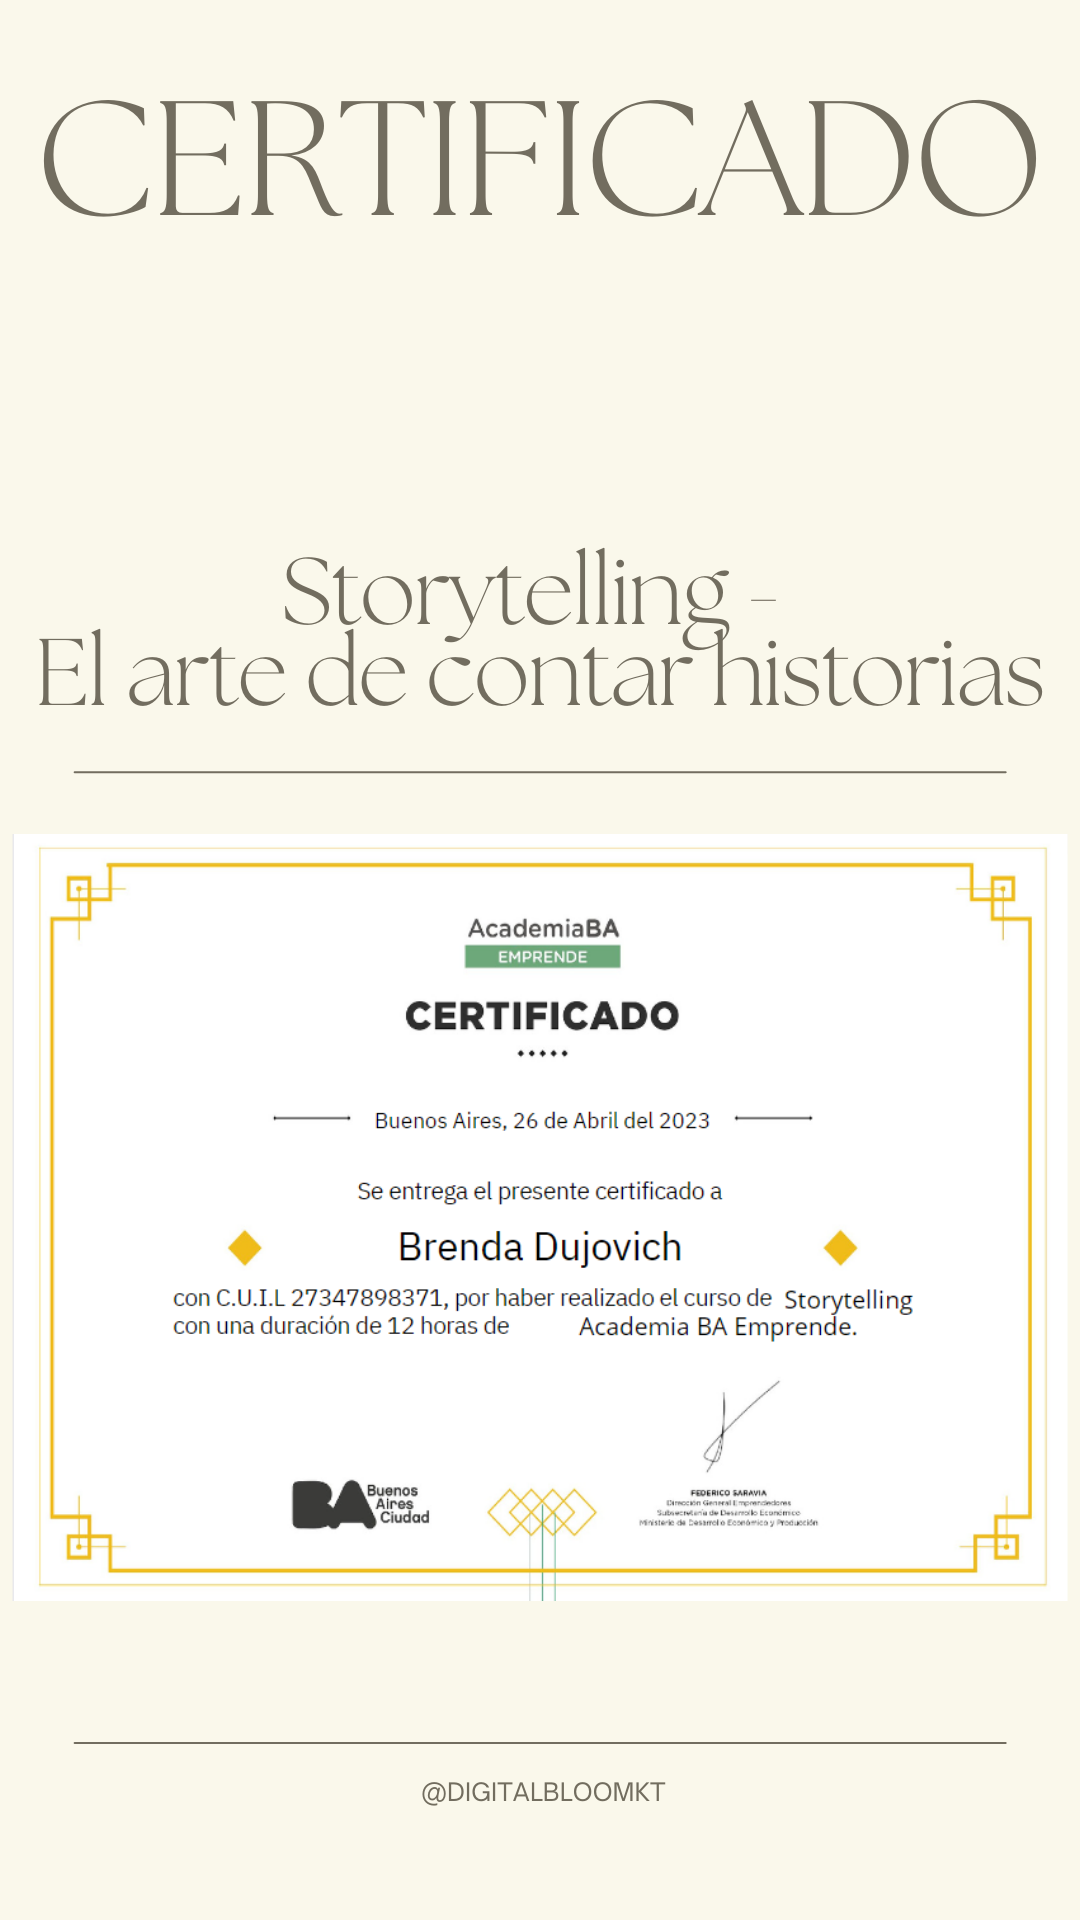 CERTIFICADO
Storytelling -
El arte de contar historias
AcademiaBA
EMPRENDE
CERTIFICADO
Buenos Aires, 26 de Abril del 2023
Se entrega el presente certificado a
Brenda Dujovich
con C.U.I.L 27347898371, por haber realizado el curso de Storytelling
con una duración de 12 horas de Academia BA Emprende.
BA Buenos
Aires
Ciudad
FEDERICO SARAVIA
Dirección General Emprendedores
Subsecretaría de Desarrollo Económico
Ministerio de Desarrollo Económico y Producción
@DIGITALBLOOMKT